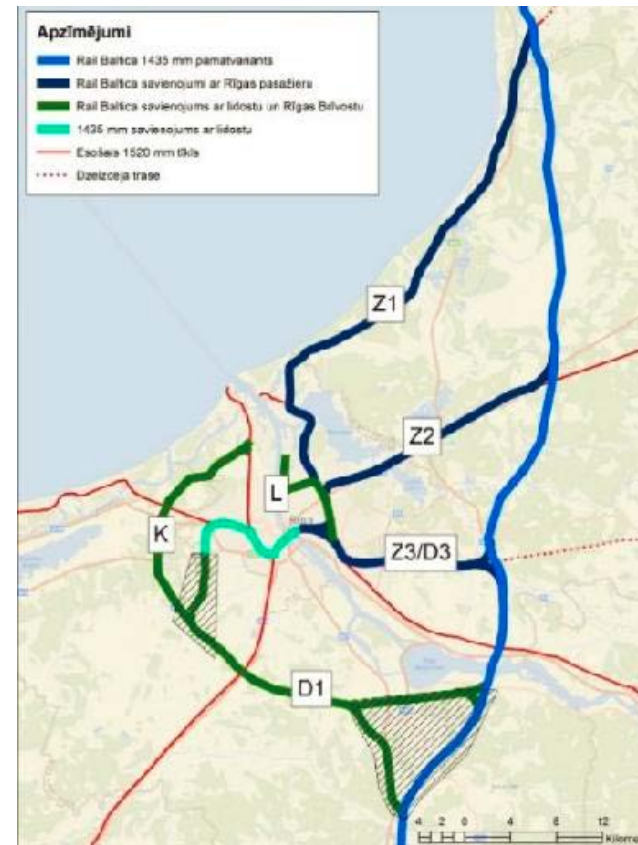 Apzīmējumi
Rail Baltica 1435 mm pamatvariants
Rail Baltica savienojumi ar Rīgas pasažieru
Rail Baltica savienojums ar lidostu un Rīgas Brīvostu
1435 mm savienojums ar lidostu
Esošais 1520 mm tīkls
Dzelzceļa trase
Z1
Z2
L
K
Rīga
Z3/D3
D1
4 2 0 4 8 12
Kilome